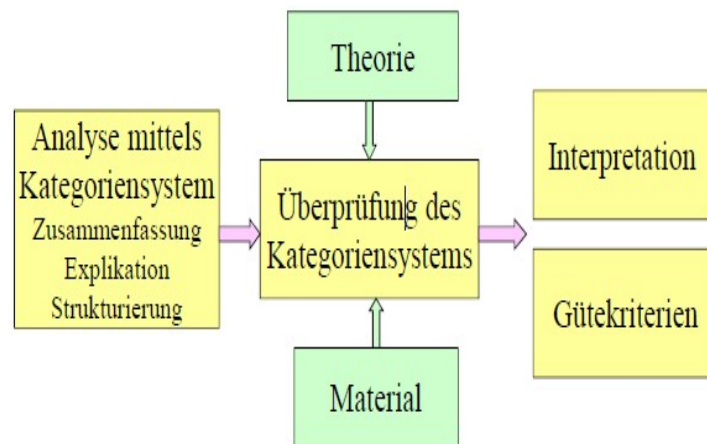 Theorie
Analyse mittels
Kategoriensystem
Zusammenfassung
Explikation
Strukturierung
Überprüfung des
Kategoriensystems
Interpretation
Gütekriterien
Material